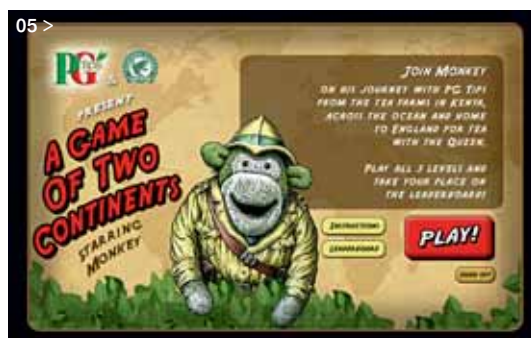 05 >
PG tips
&
PRESENT
A GAME
OF TWO
CONTINENTS
STARRING
MONKEY
JOIN MONKEY
ON HIS JOURNEY WITH PG TIPS
FROM THE TEA FARMS IN KENYA,
ACROSS THE OCEAN AND HOME
TO ENGLAND FOR TEA
WITH THE QUEEN.
PLAY ALL 3 LEVELS AND
TAKE YOUR PLACE ON
THE LEADERBOARD!
INSTRUCTIONS
LEADERBOARD
PLAY!